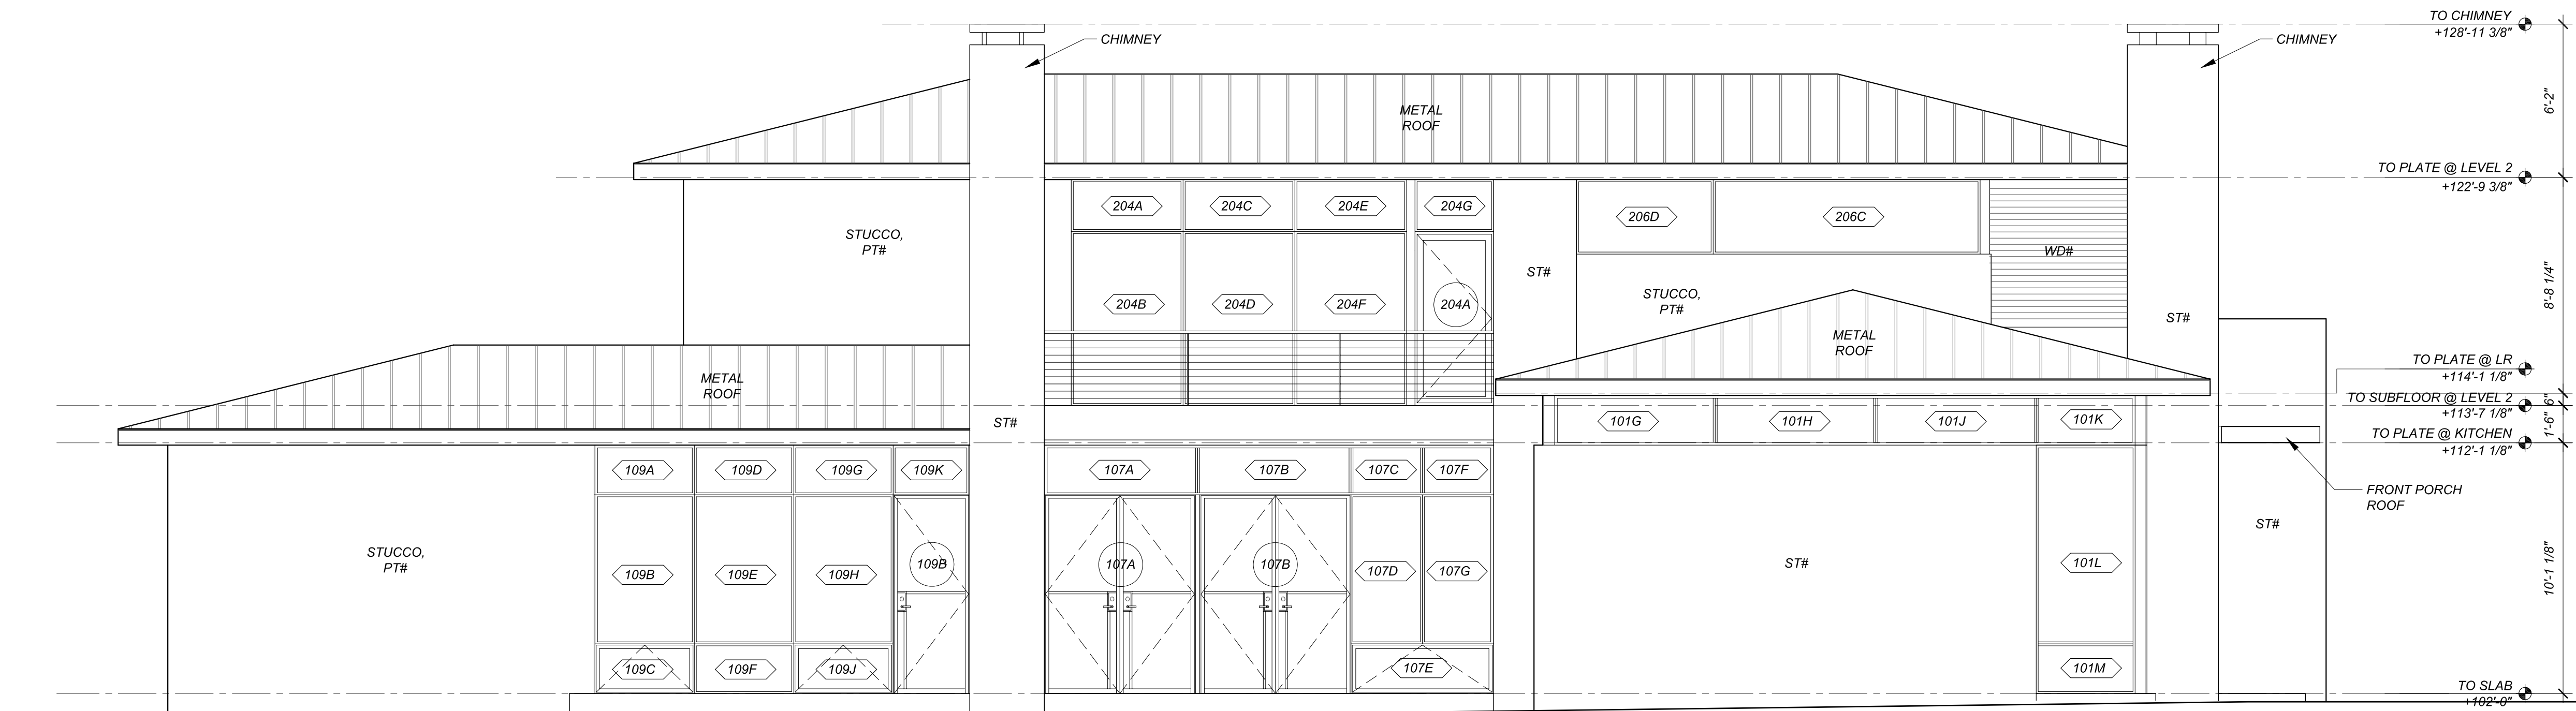 TO CHIMNEY
+128'-11 3/8"
CHIMNEY
CHIMNEY
6'-2"
METAL
ROOF
TO PLATE @ LEVEL 2
+122'-9 3/8"
204A
204C
204E
204G
206D
206C
STUCCO,
PT#
WD#
ST#
8'-8 1/4"
204B
204D
204F
204A
STUCCO,
PT#
ST#
METAL
ROOF
TO PLATE @ LR
+114'-1 1/8"
METAL
ROOF
6"
TO SUBFLOOR @ LEVEL 2
+113'-7 1/8"
ST#
101G
101H
101J
101K
1'-6"
TO PLATE @ KITCHEN
+112'-1 1/8"
109A
109D
109G
109K
107A
107B
107C
107F
FRONT PORCH
ROOF
ST#
STUCCO,
PT#
109B
109E
109H
109B
107A
107B
107D
107G
ST#
101L
10'-1 1/8"
109C
109F
109J
107E
101M
TO SLAB
+102'-0"